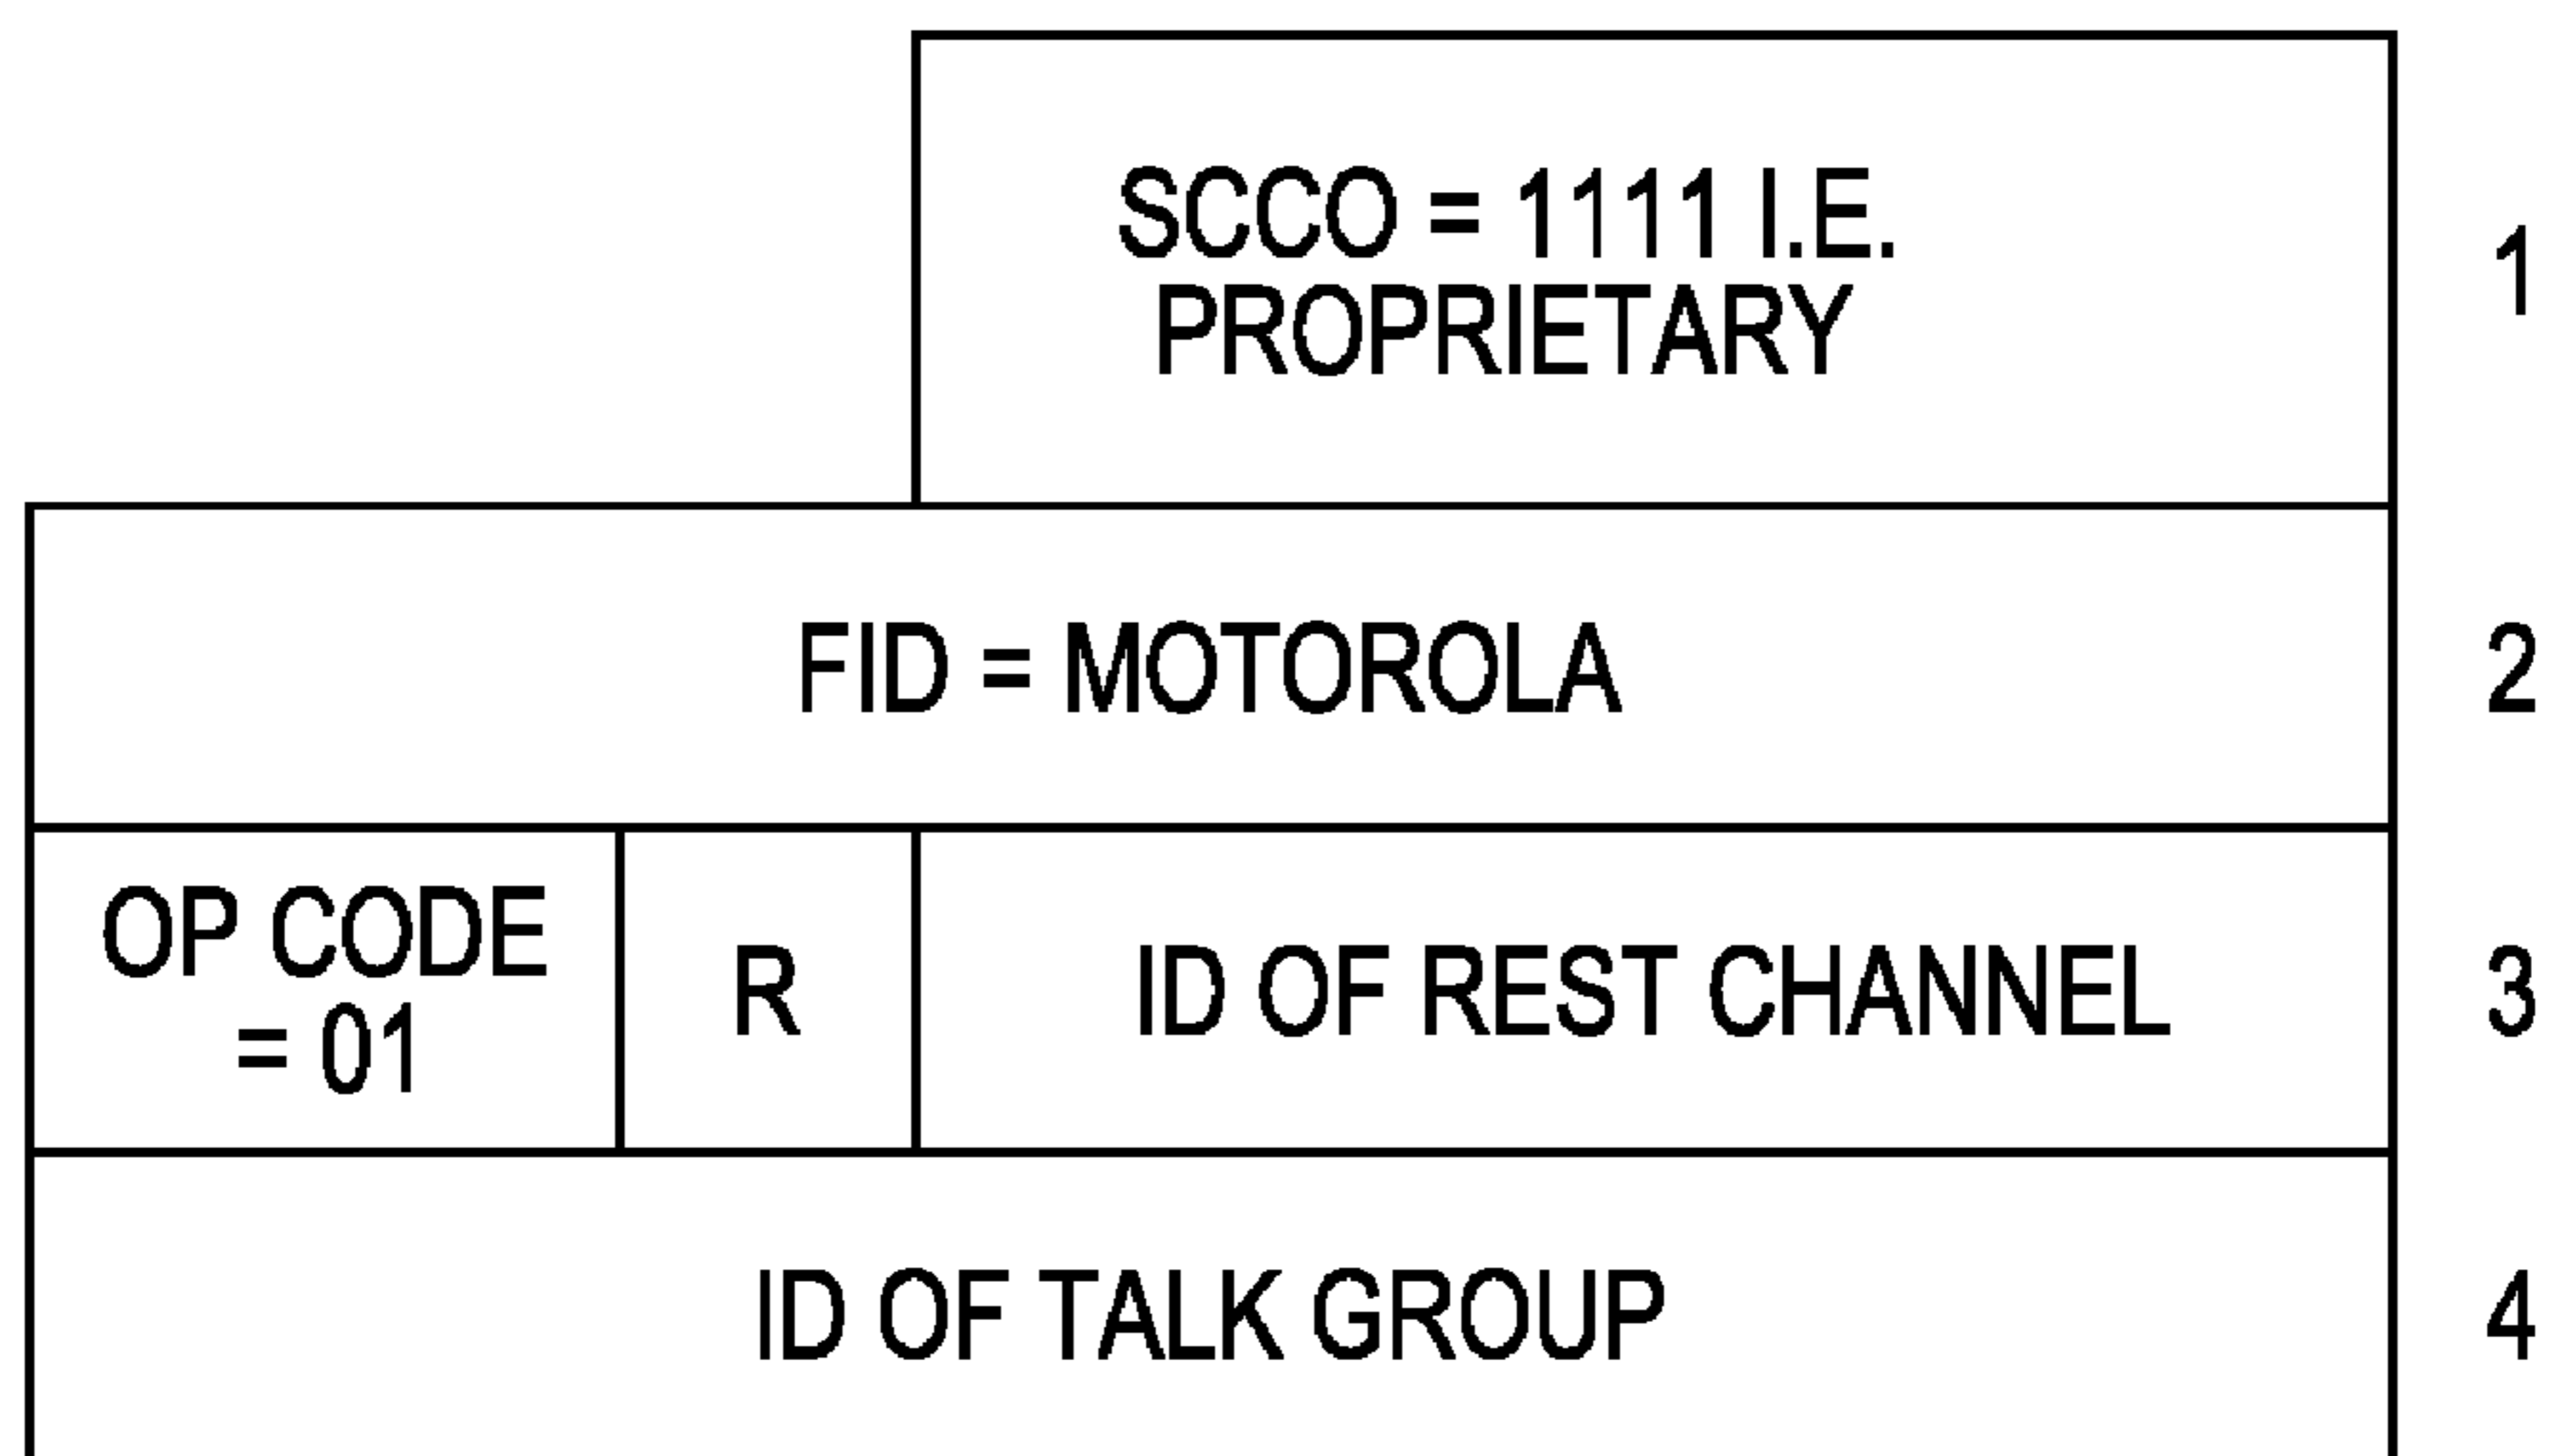 SCCO = 1111 I.E.
PROPRIETARY
1
FID = MOTOROLA
2
OP CODE
= 01
R
ID OF REST CHANNEL
3
ID OF TALK GROUP
4